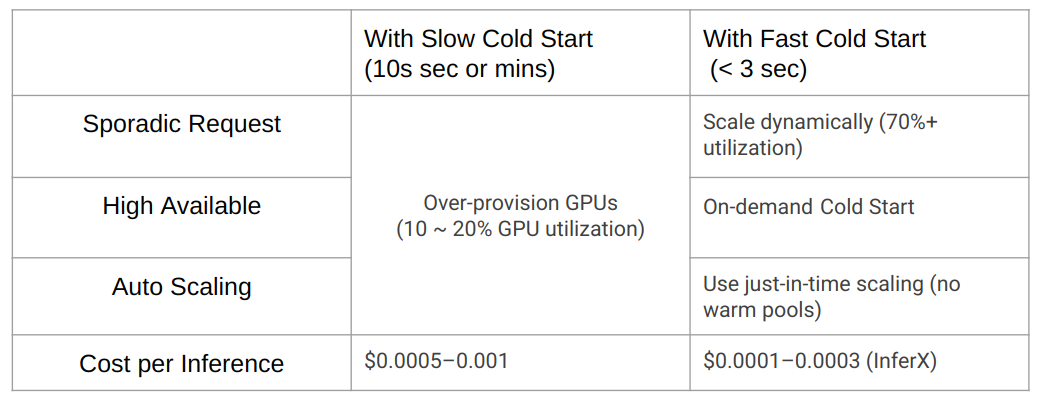 With Slow Cold Start
(10s sec or mins)
With Fast Cold Start
(< 3 sec)
Sporadic Request
Over-provision GPUs
(10 ~ 20% GPU utilization)
Scale dynamically (70%+
utilization)
High Available
On-demand Cold Start
Auto Scaling
Use just-in-time scaling (no
warm pools)
Cost per Inference
$0.0005–0.001
$0.0001–0.0003 (InferX)